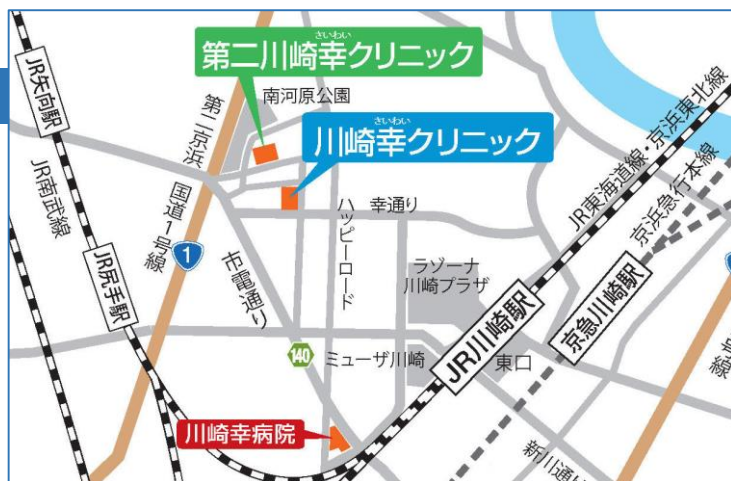 さいわい
第二川崎幸クリニック
南河原公園
さいわい
川崎幸クリニック
JR矢向駅
JR南武線
第二京浜
国道1号線
1
JR尻手駅
市電通り
ハッピーロード
幸通り
JR東海道線・京浜東北線
京浜急行本線
ラゾーナ
川崎プラザ
JR川崎駅
京急川崎駅
140
ミューザ川崎
東口
川崎幸病院
新川通り
号線